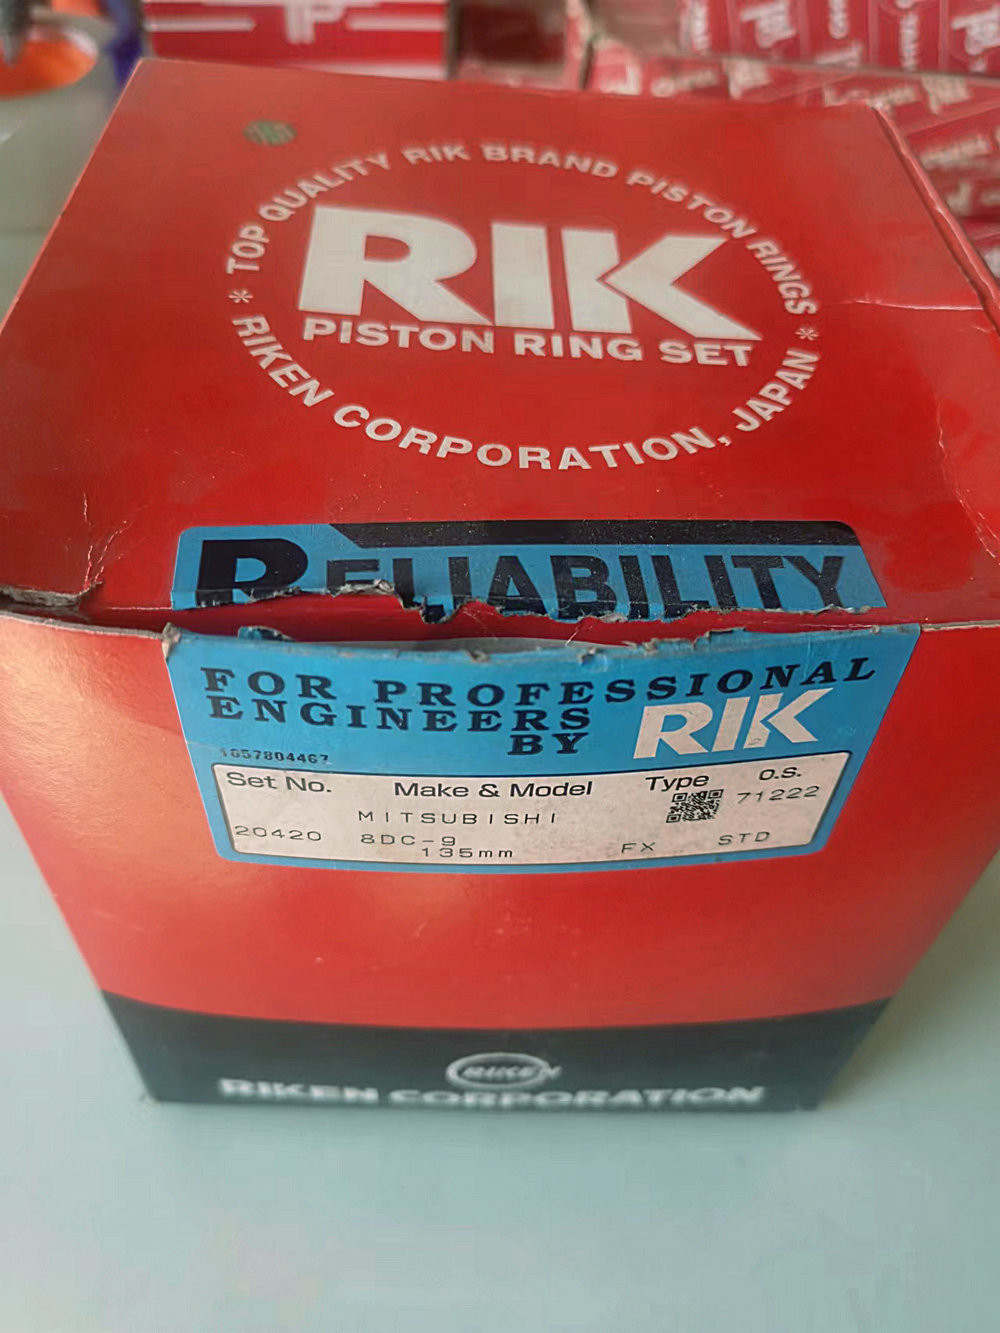 TP
* TOP QUALITY RIK BRAND PISTON RINGS *
RIK
PISTON RING SET
RIKEN CORPORATION, JAPAN
RELIABILITY
FOR PROFESSIONAL
ENGINEERS
BY RIK
1657804467
Set No. Make & Model Type O.S.
MITSUBISHI 71222
20420 8DC-9 FX STD
135mm
RIKEN
RIKEN CORPORATION